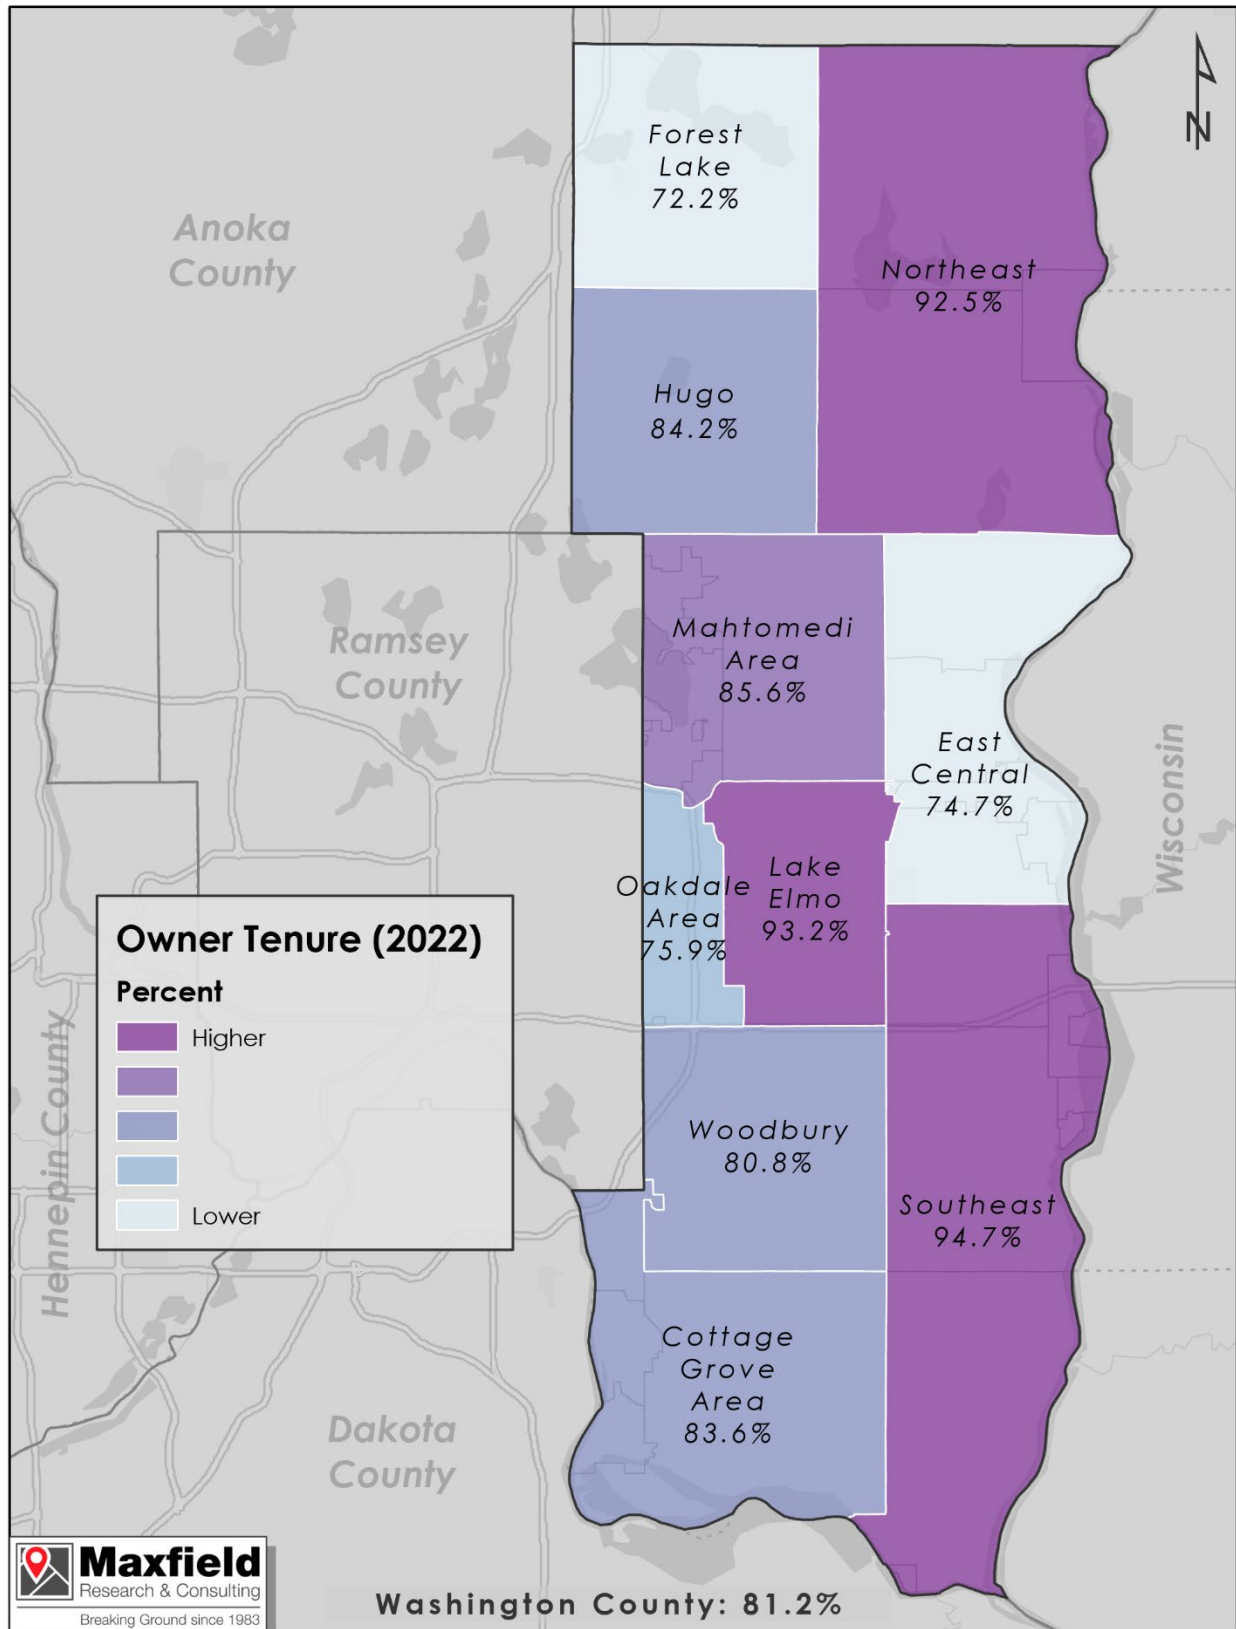 N
Forest
Lake
72.2%
Anoka
County
Northeast
92.5%
Hugo
84.2%
Mahtomedi
Area
85.6%
Ramsey
County
East
Central
74.7%
Wisconsin
Lake
Elmo
93.2%
Oakdale
Area
75.9%
Owner Tenure (2022)
Percent
Higher
Lower
Hennepin County
Woodbury
80.8%
Southeast
94.7%
Cottage
Grove
Area
83.6%
Dakota
County
Maxfield
Research & Consulting
Breaking Ground since 1983
Washington County: 81.2%